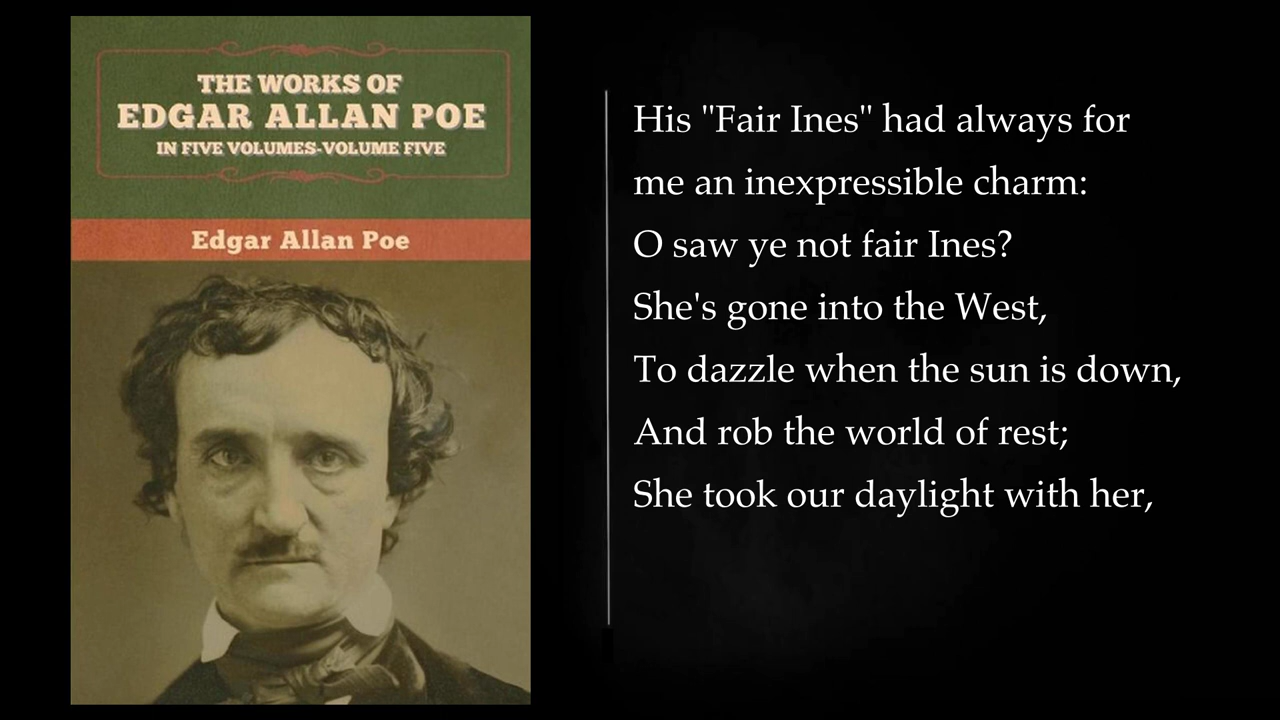 THE WORKS OF
EDGAR ALLAN POE
IN FIVE VOLUMES-VOLUME FIVE
Edgar Allan Poe
His "Fair Ines" had always for
me an inexpressible charm:
O saw ye not fair Ines?
She's gone into the West,
To dazzle when the sun is down,
And rob the world of rest;
She took our daylight with her,